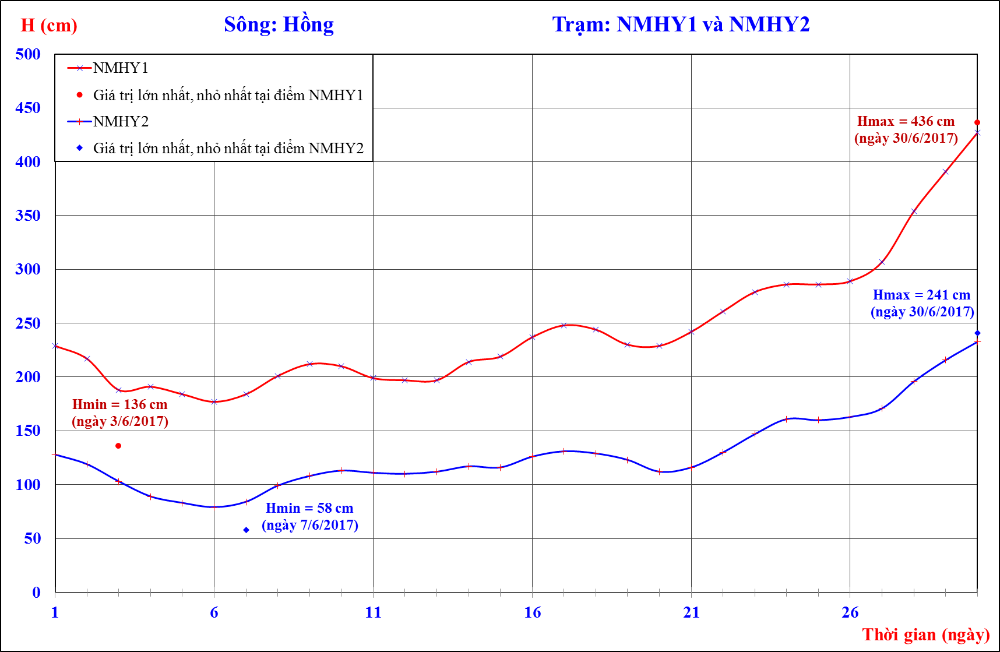 H (cm)
Sông: Hồng
Trạm: NMHY1 và NMHY2
500
450
400
350
300
250
200
150
100
50
0
NMHY1
Giá trị lớn nhất, nhỏ nhất tại điểm NMHY1
NMHY2
Giá trị lớn nhất, nhỏ nhất tại điểm NMHY2
Hmax = 436 cm
(ngày 30/6/2017)
Hmax = 241 cm
(ngày 30/6/2017)
Hmin = 136 cm
(ngày 3/6/2017)
Hmin = 58 cm
(ngày 7/6/2017)
1
6
11
16
21
26
Thời gian (ngày)